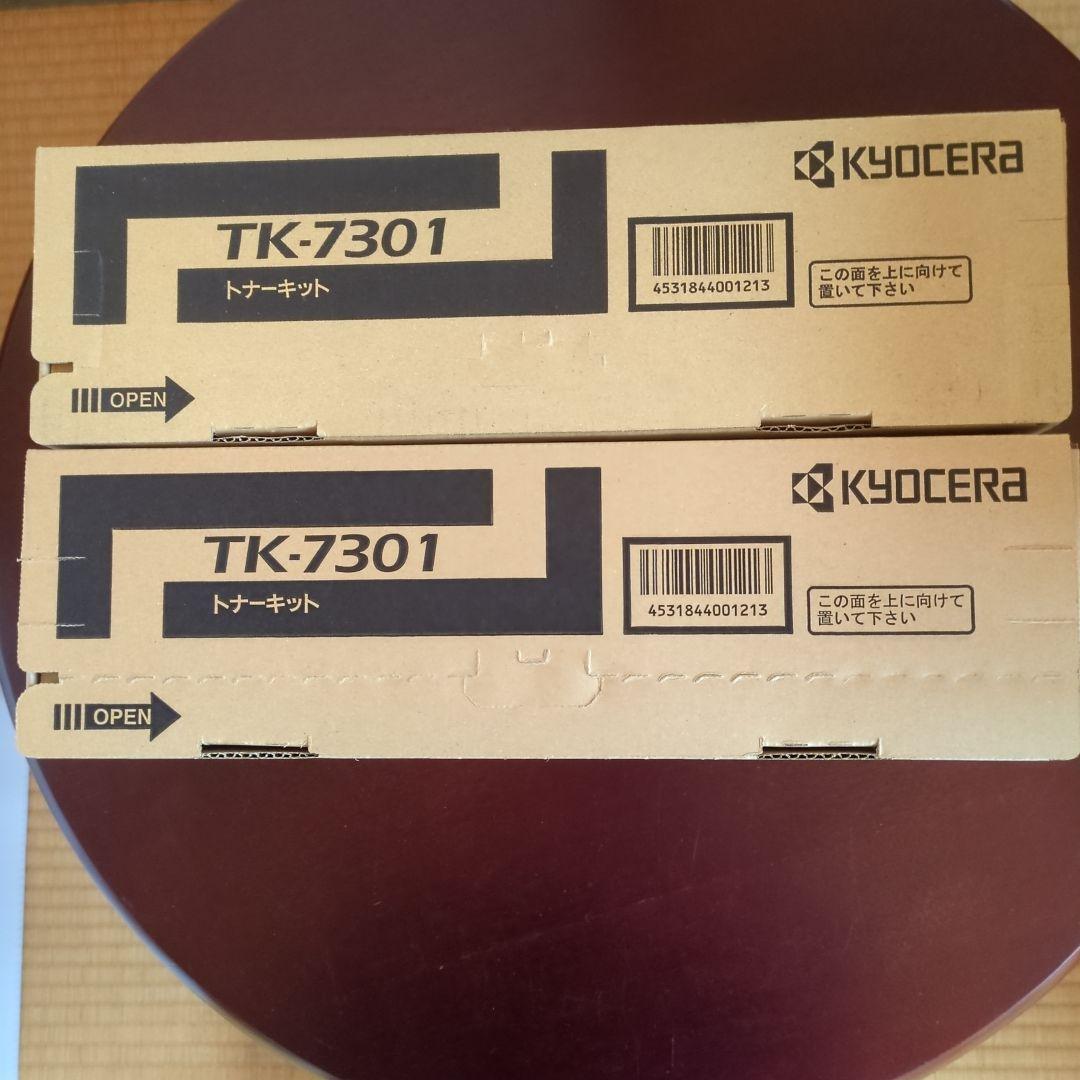 KYOCERA
TK-7301
トナーキット
4531844001213
この面を上に向けて
置いて下さい
OPEN
KYOCERA
TK-7301
トナーキット
4531844001213
この面を上に向けて
置いて下さい
OPEN